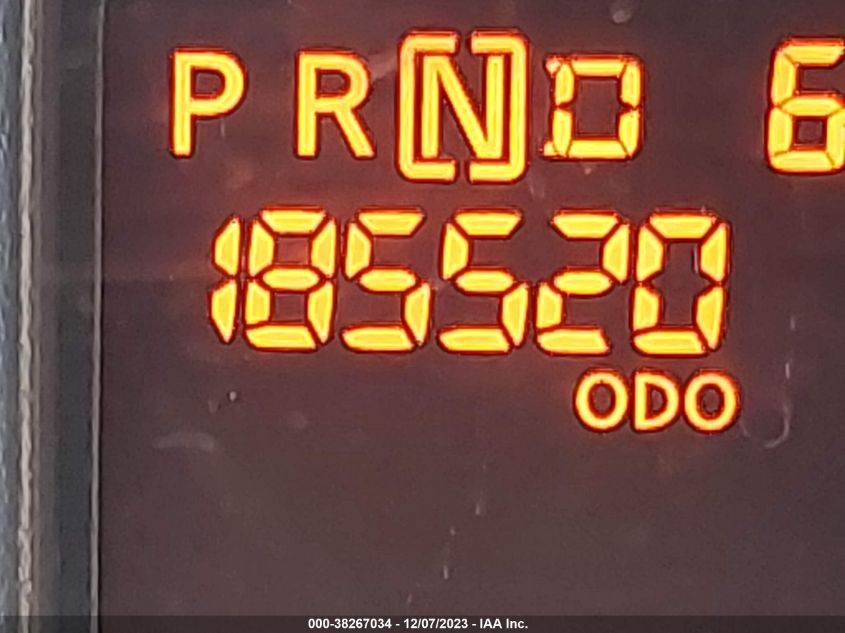 P R [N] D 6
185520
ODO
000-38267034 - 12/07/2023 - IAA Inc.